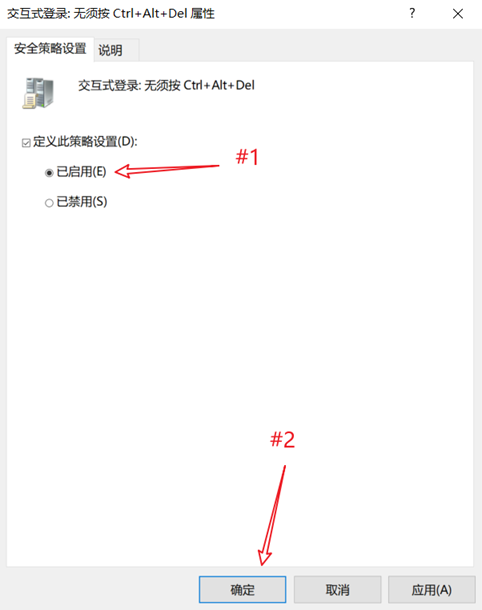 交互式登录: 无须按 Ctrl+Alt+Del 属性
?
安全策略设置 说明
交互式登录: 无须按 Ctrl+Alt+Del
定义此策略设置(D):
#1
已启用(E)
已禁用(S)
#2
确定 取消 应用(A)